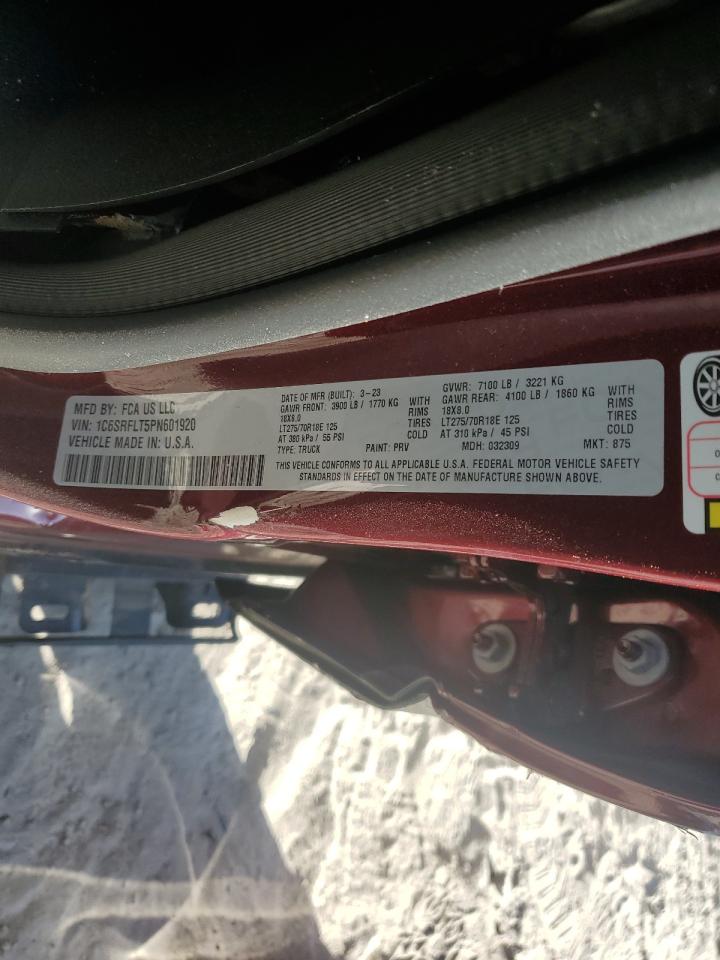 MFD BY: FCA US LLC
VIN: 1C6SRFLT5PN601920
VEHICLE MADE IN: U.S.A.
DATE OF MFR (BUILT): 3-23
GAWR FRONT: 3900 LB / 1770 KG WITH
18X8.0 RIMS
LT275/70R18E 125 TIRES
AT 380 kPa / 55 PSI COLD
TYPE: TRUCK PAINT: PRV
GVWR: 7100 LB / 3221 KG
GAWR REAR: 4100 LB / 1860 KG WITH
18X8.0 RIMS
LT275/70R18E 125 TIRES
AT 310 kPa / 45 PSI COLD
MDH: 032309 MKT: 875
THIS VEHICLE CONFORMS TO ALL APPLICABLE U.S.A. FEDERAL MOTOR VEHICLE SAFETY
STANDARDS IN EFFECT ON THE DATE OF MANUFACTURE SHOWN ABOVE.